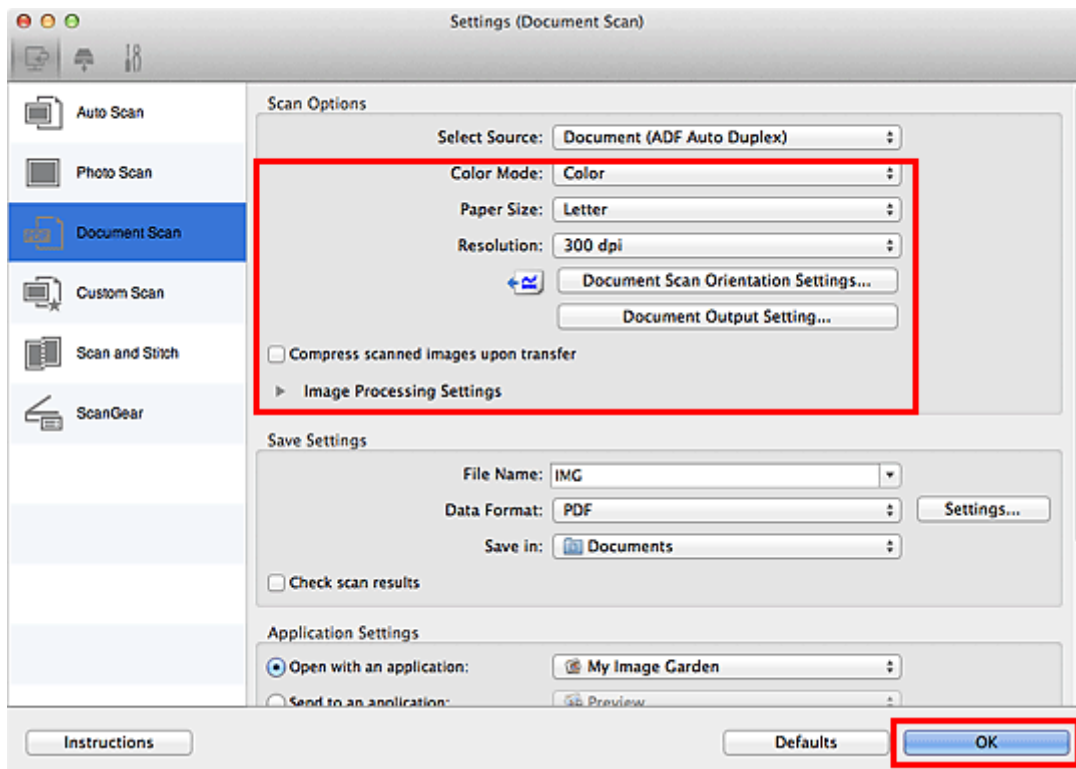 Settings (Document Scan)
Auto Scan
Photo Scan
PDF
Document Scan
Custom Scan
Scan and Stitch
ScanGear
Scan Options
Select Source: Document (ADF Auto Duplex)
Color Mode: Color
Paper Size: Letter
Resolution: 300 dpi
Document Scan Orientation Settings...
Document Output Setting...
Compress scanned images upon transfer
Image Processing Settings
Save Settings
File Name: IMG
Data Format: PDF Settings...
Save in: Documents
Check scan results
Application Settings
Open with an application: My Image Garden
Send to an application: Preview
Instructions Defaults OK